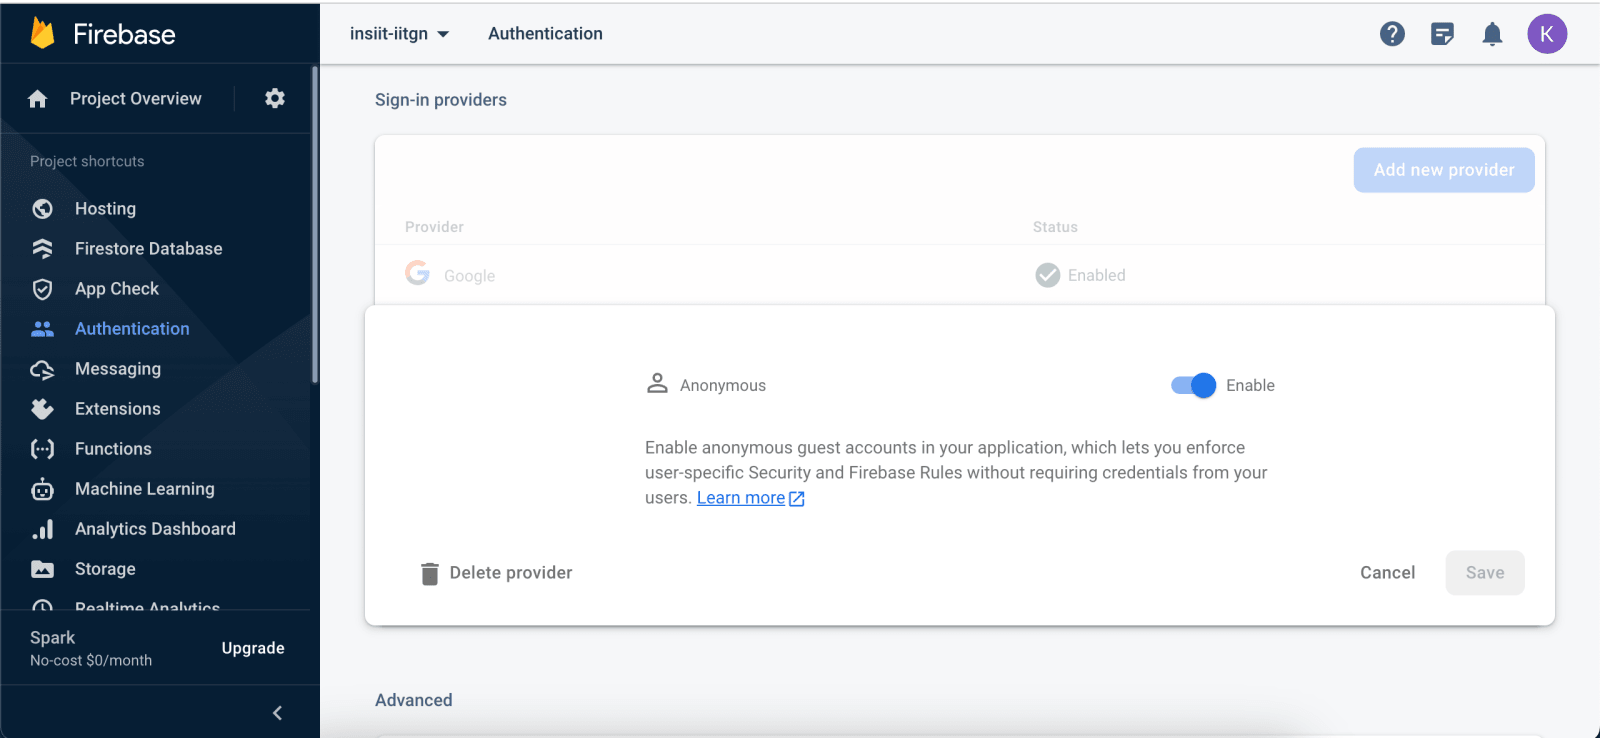 Firebase
insiit-iitgn
Authentication
K
Project Overview
Project shortcuts
Hosting
Firestore Database
App Check
Authentication
Messaging
Extensions
Functions
Machine Learning
Analytics Dashboard
Storage
Realtime Analytics
Spark
No-cost $0/month
Upgrade
Sign-in providers
Add new provider
Provider
Status
Google
Enabled
Anonymous
Enable
Enable anonymous guest accounts in your application, which lets you enforce
user-specific Security and Firebase Rules without requiring credentials from your
users. Learn more
Delete provider
Cancel
Save
Advanced